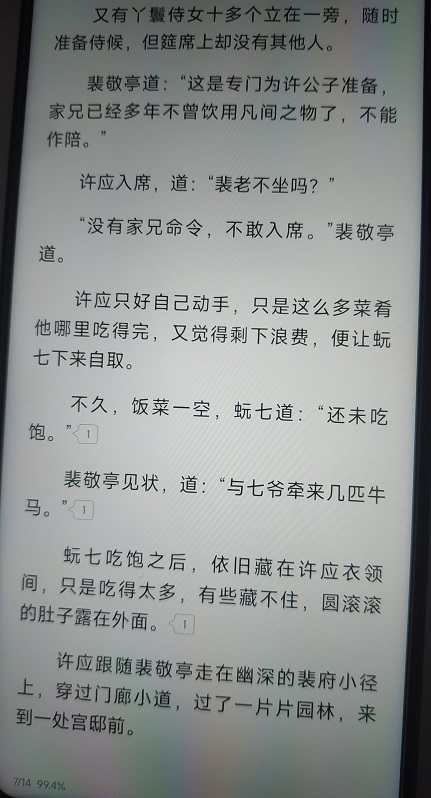 又有丫鬟侍女十多个立在一旁，随时
准备侍候，但筵席上却没有其他人。
裴敬亭道：“这是专门为许公子准备，
家兄已经多年不曾饮用凡间之物了，不能
作陪。”
许应入席，道：“裴老不坐吗？”
“没有家兄命令，不敢入席。”裴敬亭
道。
许应只好自己动手，只是这么多菜肴
他哪里吃得完，又觉得剩下浪费，便让蚖
七下来自取。
不久，饭菜一空，蚖七道：“还未吃
饱。”1
裴敬亭见状，道：“与七爷牵来几匹牛
马。”1
蚖七吃饱之后，依旧藏在许应衣领
间，只是吃得太多，有些藏不住，圆滚滚
的肚子露在外面。1
许应跟随裴敬亭走在幽深的裴府小径
上，穿过门廊小道，过了一片片园林，来
到一处宫邸前。
7/14 99.4%